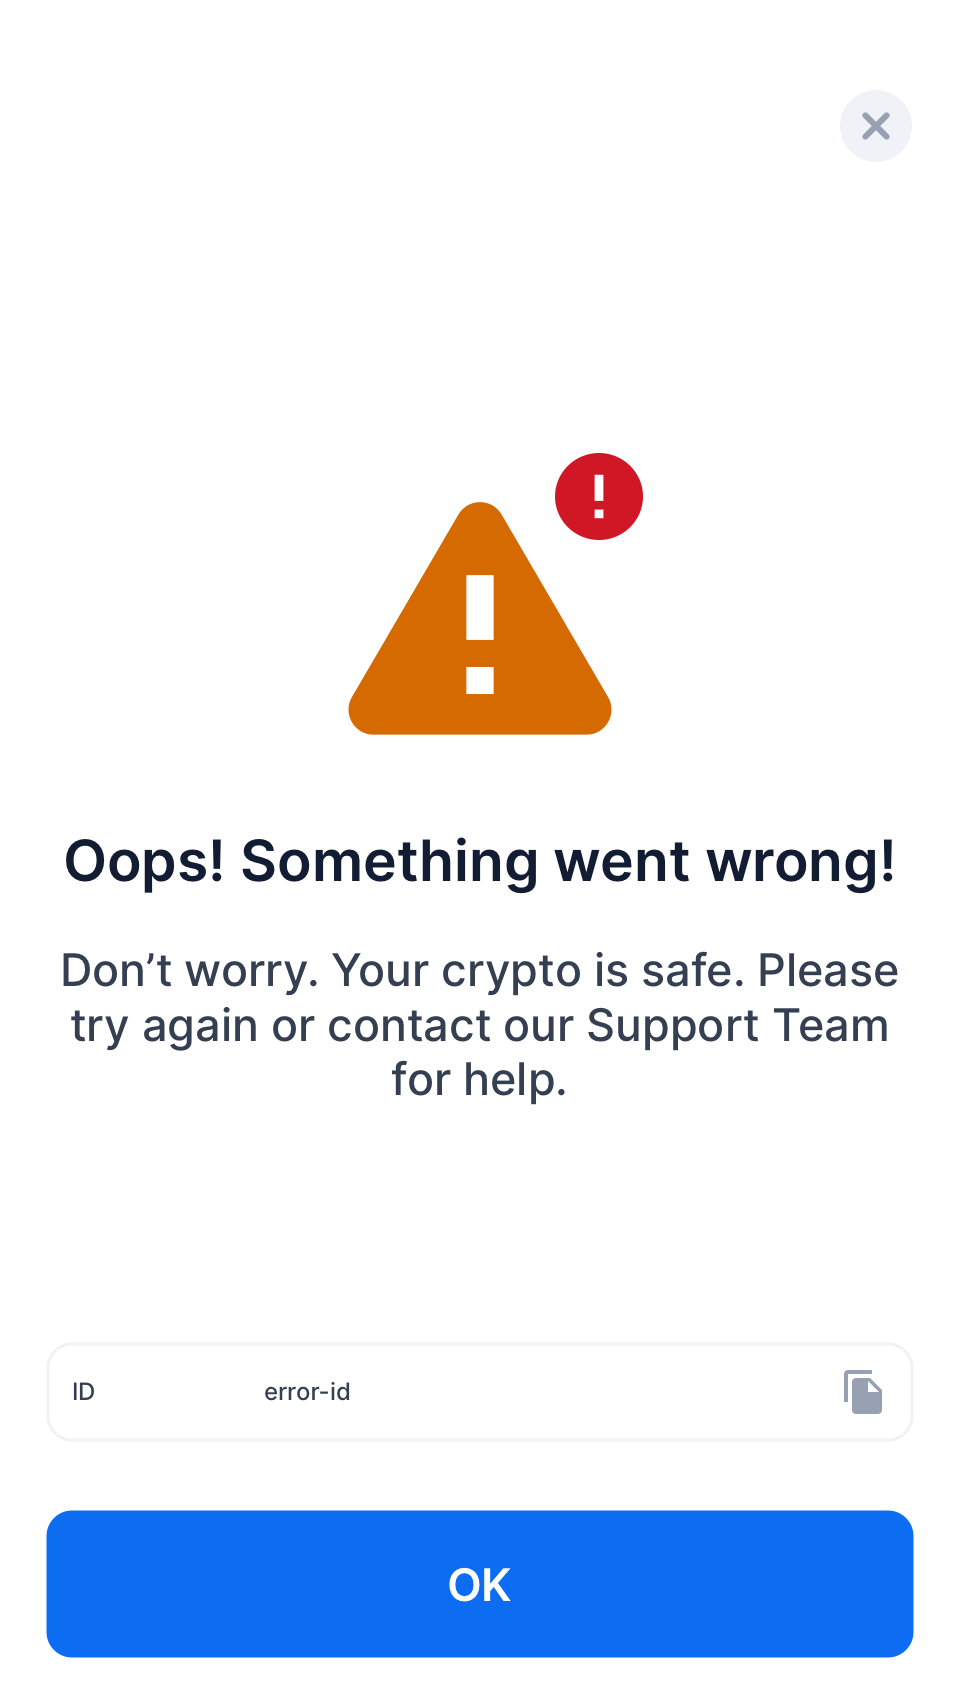 Oops! Something went wrong!
Don’t worry. Your crypto is safe. Please
try again or contact our Support Team
for help.
ID error-id
OK